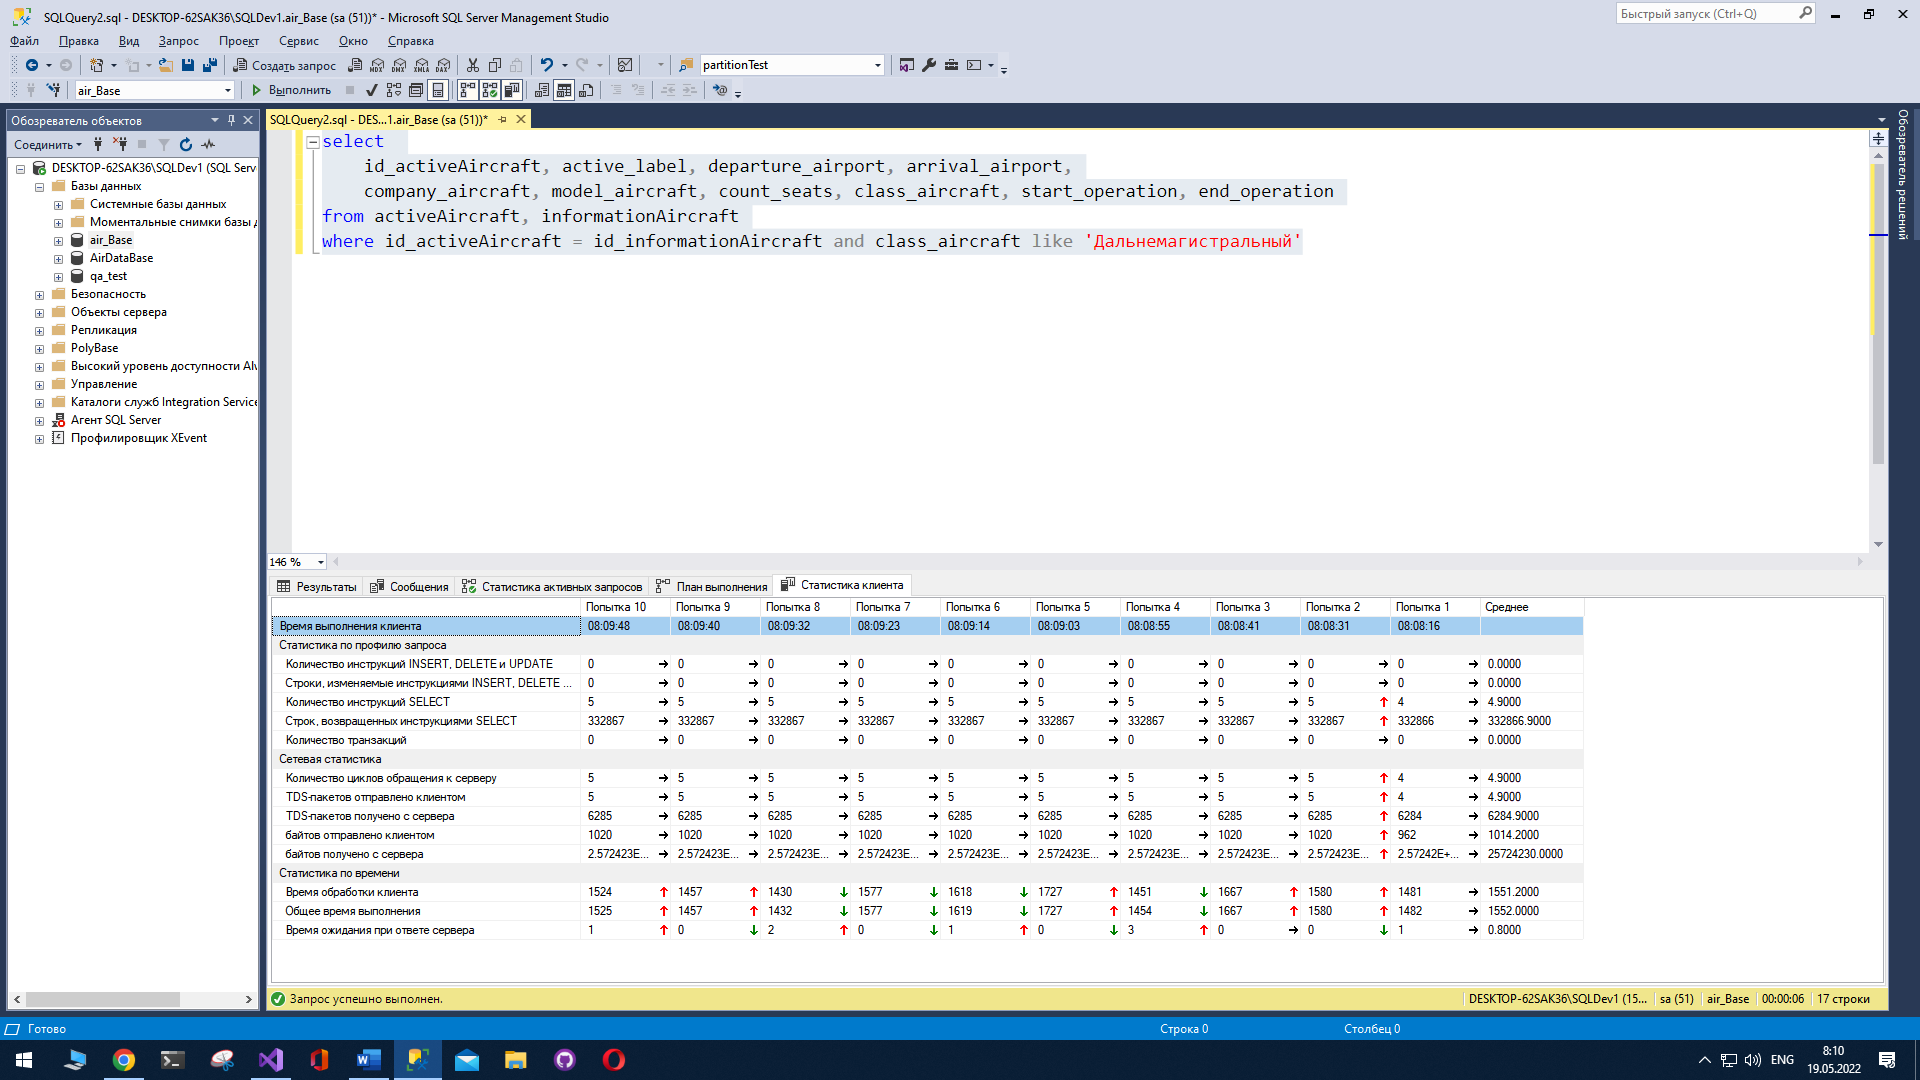 SQLQuery2.sql - DESKTOP-62SAK36\SQLDev1.air_Base (sa (51))* - Microsoft SQL Server Management Studio
Быстрый запуск (Ctrl+Q)
Файл Правка Вид Запрос Проект Сервис Окно Справка
Создать запрос
MDX DMX XMLA DAX
partitionTest
air_Base
Выполнить
Обозреватель объектов
SQLQuery2.sql - DES...1.air_Base (sa (51))*
Соединить
DESKTOP-62SAK36\SQLDev1 (SQL Serv
Базы данных
Системные базы данных
Моментальные снимки базы д
air_Base
AirDataBase
qa_test
Безопасность
Объекты сервера
Репликация
PolyBase
Высокий уровень доступности Alw
Управление
Каталоги служб Integration Service
Агент SQL Server
Профилировщик XEvent
select
id_activeAircraft, active_label, departure_airport, arrival_airport,
company_aircraft, model_aircraft, count_seats, class_aircraft, start_operation, end_operation
from activeAircraft, informationAircraft
where id_activeAircraft = id_informationAircraft and class_aircraft like 'Дальнемагистральный'
Обозреватель решений
146 %
Результаты Сообщения Статистика активных запросов План выполнения Статистика клиента
Попытка 10 Попытка 9 Попытка 8 Попытка 7 Попытка 6 Попытка 5 Попытка 4 Попытка 3 Попытка 2 Попытка 1 Среднее
Время выполнения клиента 08:09:48 08:09:40 08:09:32 08:09:23 08:09:14 08:09:03 08:08:55 08:08:41 08:08:31 08:08:16
Статистика по профилю запроса
Количество инструкций INSERT, DELETE и UPDATE 0 0 0 0 0 0 0 0 0 0 0.0000
Строки, изменяемые инструкциями INSERT, DELETE ... 0 0 0 0 0 0 0 0 0 0 0.0000
Количество инструкций SELECT 5 5 5 5 5 5 5 5 5 4 4.9000
Строк, возвращенных инструкциями SELECT 332867 332867 332867 332867 332867 332867 332867 332867 332867 332866 332866.9000
Количество транзакций 0 0 0 0 0 0 0 0 0 0 0.0000
Сетевая статистика
Количество циклов обращения к серверу 5 5 5 5 5 5 5 5 5 4 4.9000
TDS-пакетов отправлено клиентом 5 5 5 5 5 5 5 5 5 4 4.9000
TDS-пакетов получено с сервера 6285 6285 6285 6285 6285 6285 6285 6285 6285 6284 6284.9000
байтов отправлено клиентом 1020 1020 1020 1020 1020 1020 1020 1020 1020 962 1014.2000
байтов получено с сервера 2.572423E... 2.572423E... 2.572423E... 2.572423E... 2.572423E... 2.572423E... 2.572423E... 2.572423E... 2.572423E... 2.57242E+... 25724230.0000
Статистика по времени
Время обработки клиента 1524 1457 1430 1577 1618 1727 1451 1667 1580 1481 1551.2000
Общее время выполнения 1525 1457 1432 1577 1619 1727 1454 1667 1580 1482 1552.0000
Время ожидания при ответе сервера 1 0 2 0 1 0 3 0 0 1 0.8000
Запрос успешно выполнен.
DESKTOP-62SAK36\SQLDev1 (15... sa (51) air_Base 00:00:06 17 строки
Готово
Строка 0
Столбец 0
ENG
8:10
19.05.2022